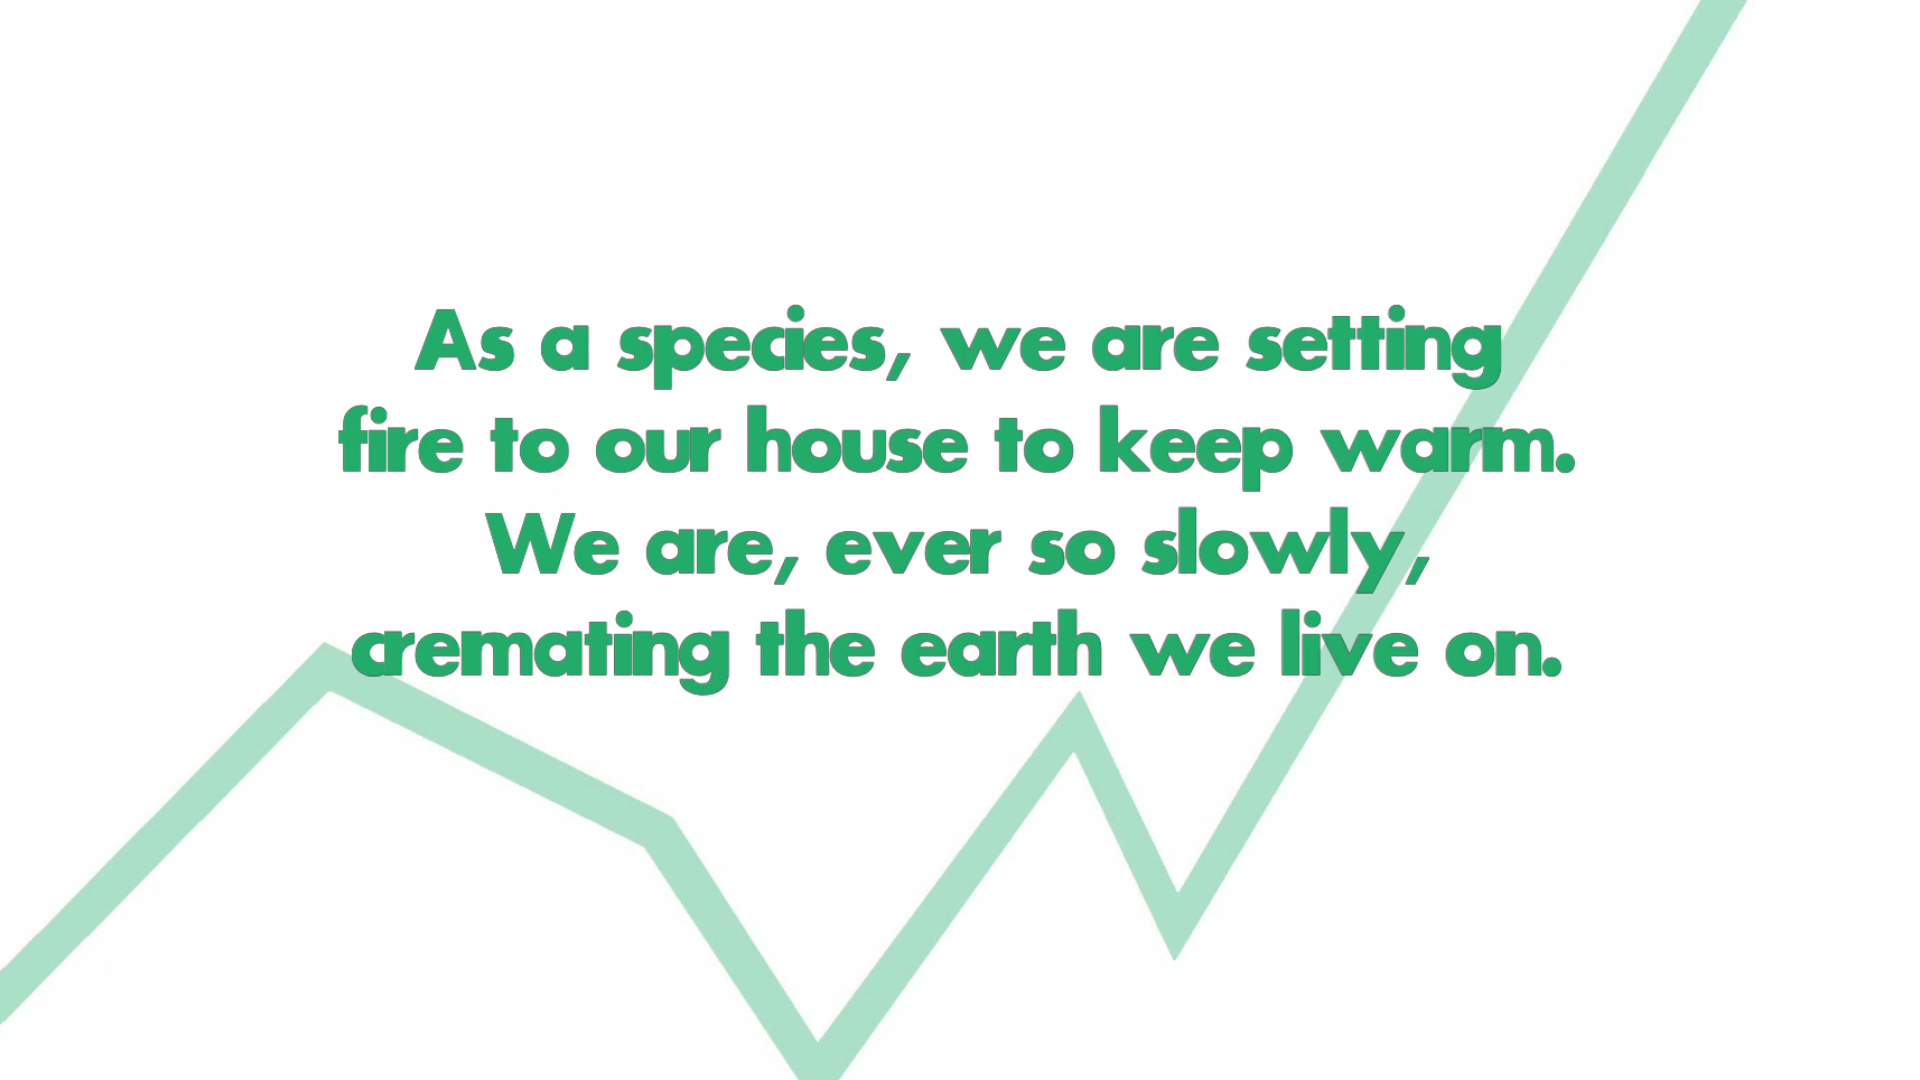 As a species, we are setting
fire to our house to keep warm.
We are, ever so slowly,
cremating the earth we live on.